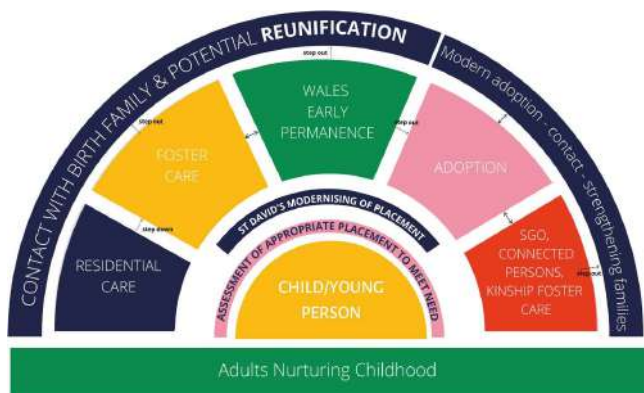 CONTACT WITH BIRTH FAMILY & POTENTIAL REUNIFICATION
Modern adoption - contact - strengthening families
step out
WALES
EARLY
PERMANENCE
step out
FOSTER
CARE
step out
ADOPTION
step down
RESIDENTIAL
CARE
ST DAVID'S MODERNISING OF PLACEMENT
ASSESSMENT OF APPROPRIATE PLACEMENT TO MEET NEED
CHILD/YOUNG
PERSON
SGO,
CONNECTED
PERSONS,
KINSHIP FOSTER
CARE
step out
Adults Nurturing Childhood